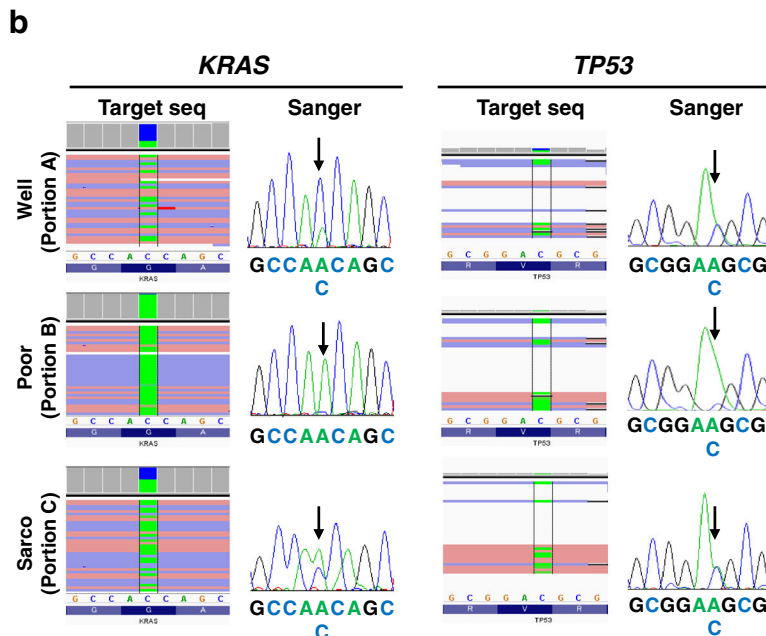 b
KRAS TP53
Target seq Sanger Target seq Sanger
Well (Portion A)
G C C A C C A G C
G G A
KRAS
GCCAACAGC
C
G C G G A C G C G
R V R
TP53
GCGGAAGCG
C
Poor (Portion B)
G C C A C C A G C
G G A
KRAS
GCCAACAGC
G C G G A C G C G
R V R
TP53
GCGGAAGCG
C
Sarco (Portion C)
G C C A C C A G C
G G A
KRAS
GCCAACAGC
C
G C G G A C G C G
R V R
TP53
GCGGAAGCG
C